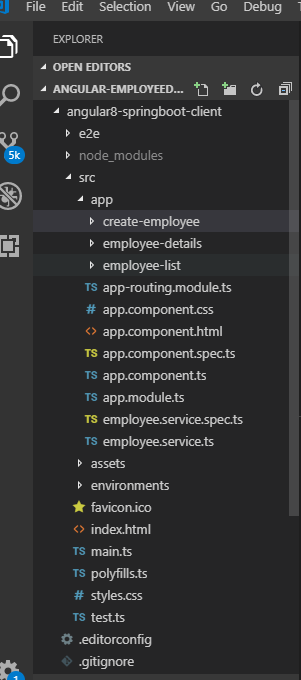 File Edit Selection View Go Debug
EXPLORER
OPEN EDITORS
ANGULAR-EMPLOYEED...
angular8-springboot-client
e2e
node_modules
src
app
create-employee
employee-details
employee-list
TS app-routing.module.ts
# app.component.css
<> app.component.html
TS app.component.spec.ts
TS app.component.ts
TS app.module.ts
TS employee.service.spec.ts
TS employee.service.ts
assets
environments
favicon.ico
<> index.html
TS main.ts
TS polyfills.ts
# styles.css
TS test.ts
.editorconfig
.gitignore
5k
1